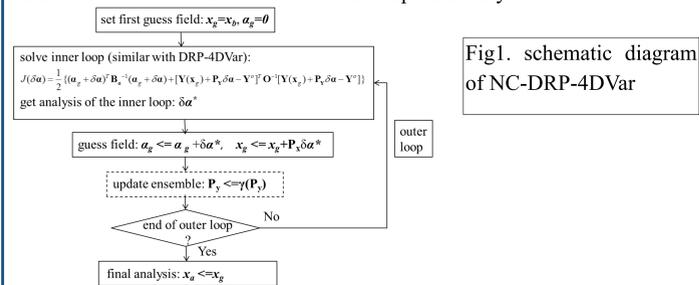 set first guess field: x_g=x_b, α_g=0
solve inner loop (similar with DRP-4DVar):
J(δα) = 1/2 {(α_g + δα)^T B_α^{-1} (α_g + δα) + [Y(x_g) + P_y δα − Y^o]^T O^{-1} [Y(x_g) + P_y δα − Y^o]}
get analysis of the inner loop: δα*
guess field: α_g <= α_g +δα*, x_g <=x_g+P_xδα*
outer
loop
update ensemble: P_y <=γ(P_y)
end of outer loop
?
No
Yes
final analysis: x_a <=x_g
Fig1. schematic diagram
of NC-DRP-4DVar